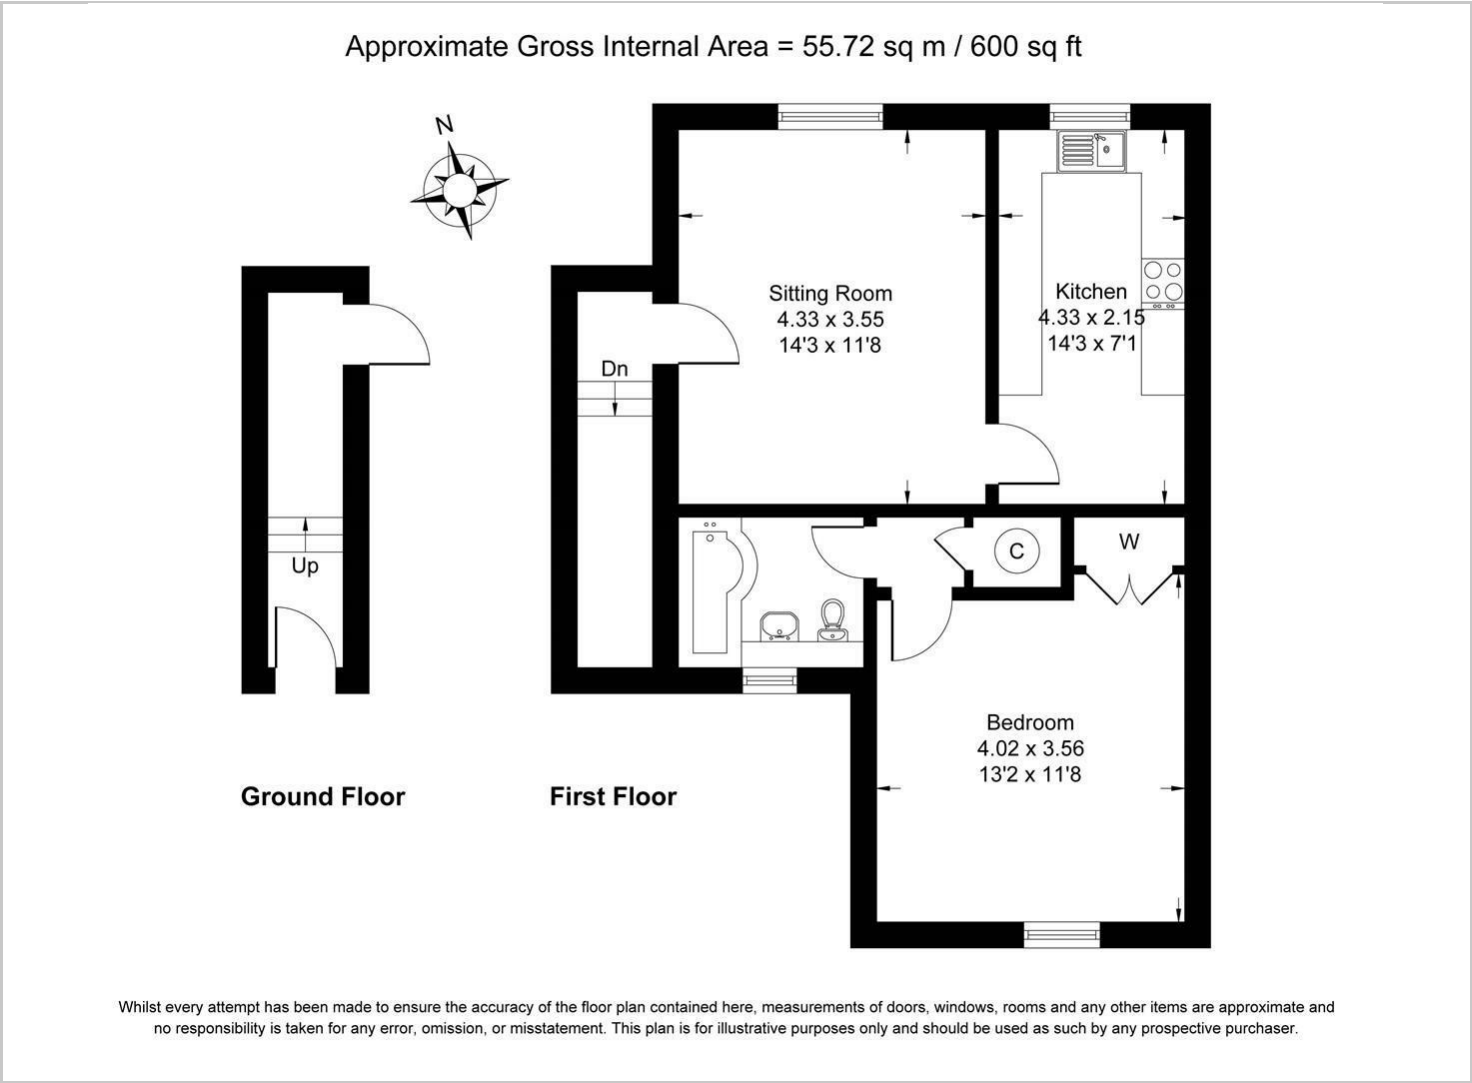 Approximate Gross Internal Area = 55.72 sq m / 600 sq ft
N
Sitting Room
4.33 x 3.55
14'3 x 11'8
Kitchen
4.33 x 2.15
14'3 x 7'1
Dn
Up
C
W
Bedroom
4.02 x 3.56
13'2 x 11'8
Ground Floor
First Floor
Whilst every attempt has been made to ensure the accuracy of the floor plan contained here, measurements of doors, windows, rooms and any other items are approximate and
no responsibility is taken for any error, omission, or misstatement. This plan is for illustrative purposes only and should be used as such by any prospective purchaser.